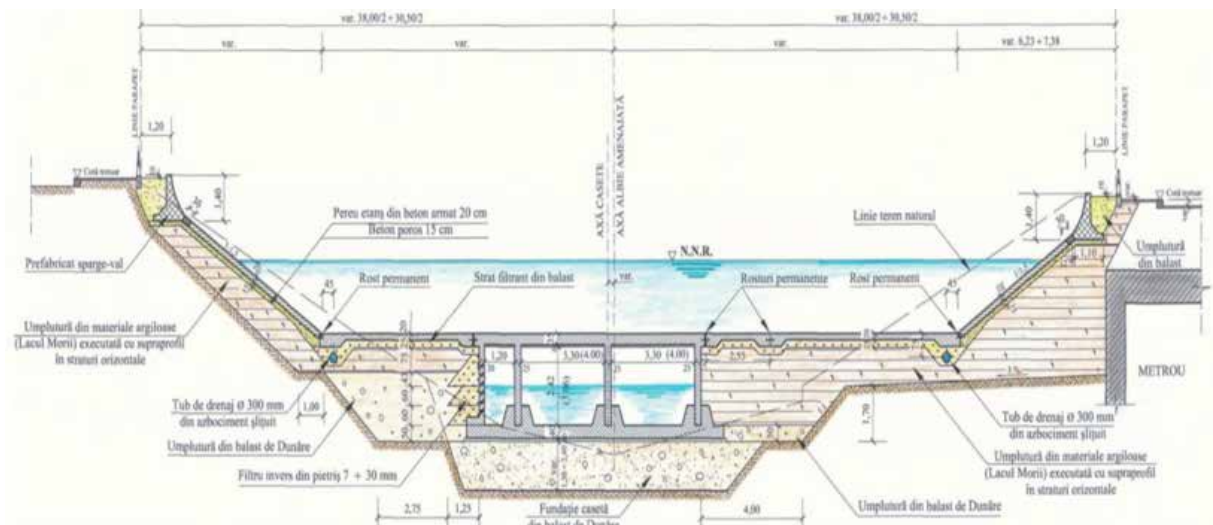 var. 38,00/2 ÷ 30,50/2
var. 38,00/2 ÷ 30,50/2
var.
var.
var.
var. 6,23 ÷ 7,38
LINIE PARAPET
AXĂ CASETE
AXĂ ALBIE AMENAJATĂ
LINIE PARAPET
1,20
1,20
Cotă trotuar
Cotă trotuar
1,40
1,40
Pereu etanș din beton armat 20 cm
Beton poros 15 cm
Linie teren natural
Prefabricat sparge-val
Umplutură
din balast
1,10
N.N.R.
var.
45
Rost permanent
Strat filtrant din balast
Rosturi permanente
Rost permanent
45
Umplutură din materiale argiloase
(Lacul Morii) executată cu supraprofil
în straturi orizontale
1,20
3,30 (4,00)
3,30 (4,00)
2,55
25
25
25
METROU
Tub de drenaj Ø 300 mm
din azbociment șlițuit
1,00
1,70
Tub de drenaj Ø 300 mm
din azbociment șlițuit
Umplutură din balast de Dunăre
Filtru invers din pietriș 7 ÷ 30 mm
Umplutură din materiale argiloase
(Lacul Morii) executată cu supraprofil
în straturi orizontale
Umplutură din balast de Dunăre
2,75
1,25
Fundație casetă
din balast de Dunăre
4,00